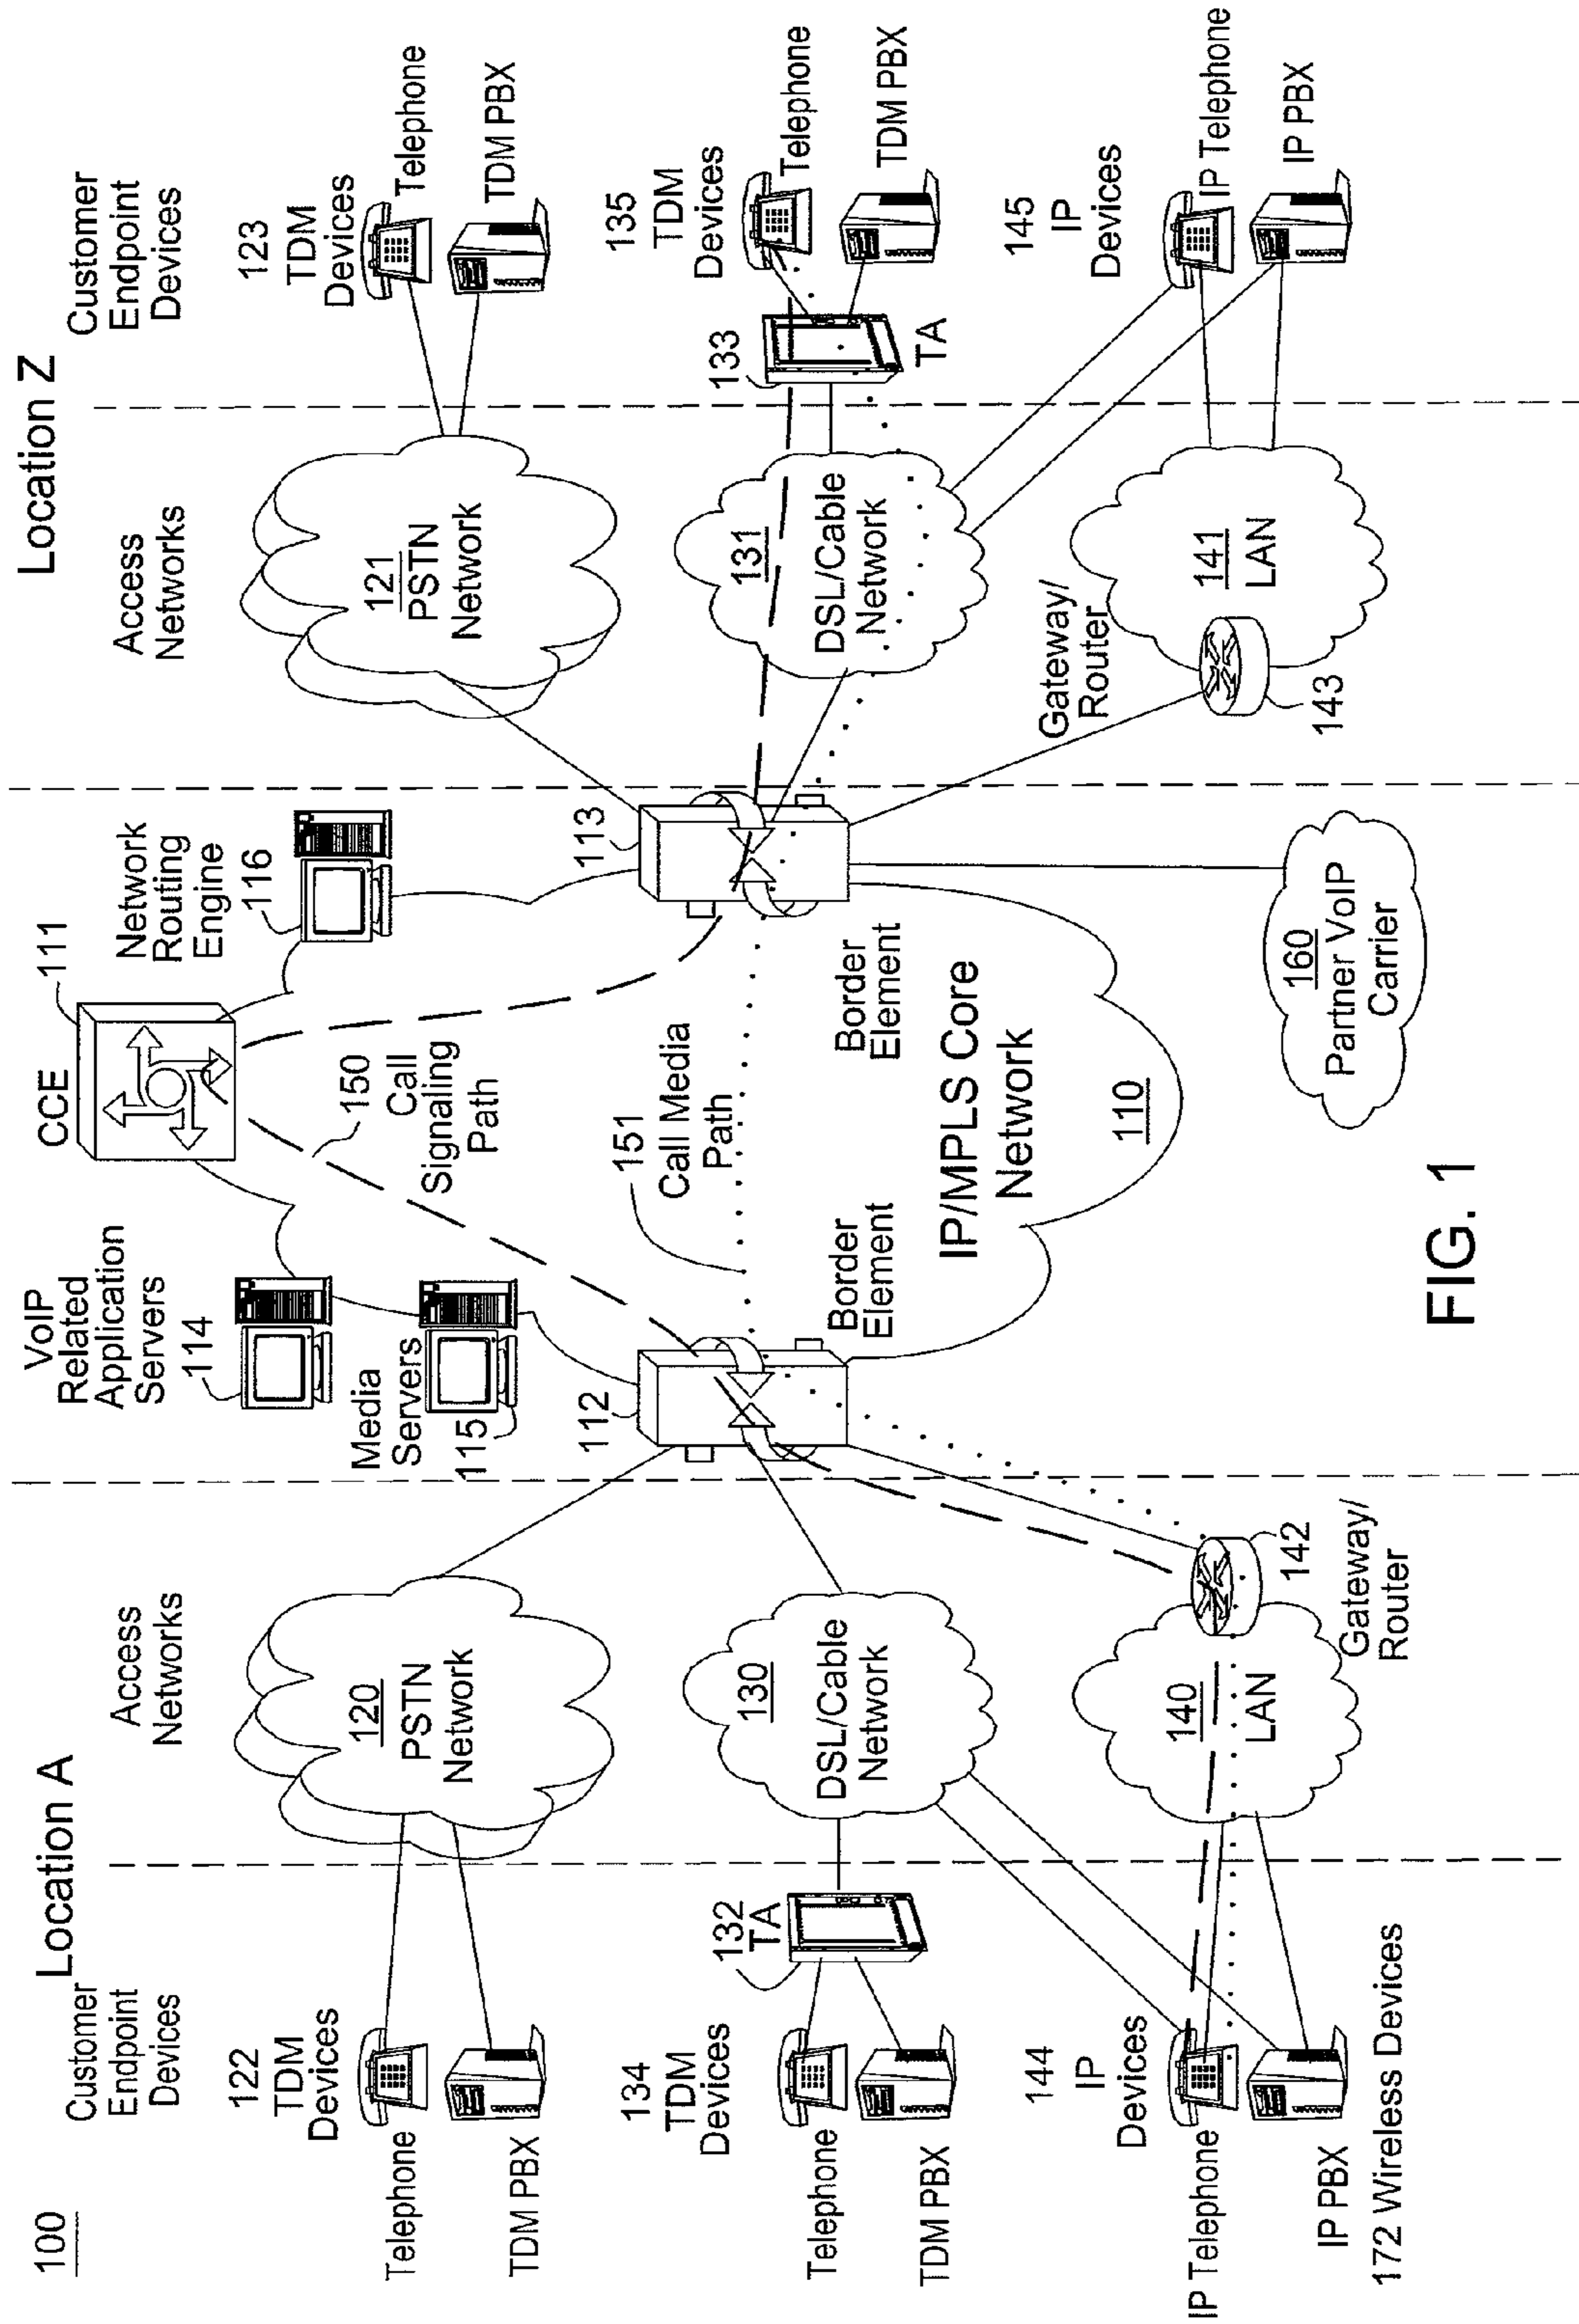 100
Location A
Location Z
Customer
Endpoint
Devices
Access
Networks
VoIP
Related
Application
Servers
114
CCE
111
Network
Routing
Engine
116
Access
Networks
Customer
Endpoint
Devices
122
TDM
Devices
Telephone
TDM PBX
120
PSTN
Network
Media
Servers
115
150
Call
Signaling
Path
121
PSTN
Network
123
TDM
Devices
Telephone
TDM PBX
134
TDM
Devices
Telephone
TDM PBX
132
TA
130
DSL/Cable
Network
112
Border
Element
151
Call Media
Path
113
Border
Element
131
DSL/Cable
Network
133
TA
135
TDM
Devices
Telephone
TDM PBX
IP/MPLS Core
Network
110
144
IP
Devices
IP Telephone
IP PBX
172 Wireless Devices
140
LAN
142
Gateway/
Router
160
Partner VoIP
Carrier
Gateway/
Router
143
141
LAN
145
IP
Devices
IP Telephone
IP PBX
FIG. 1